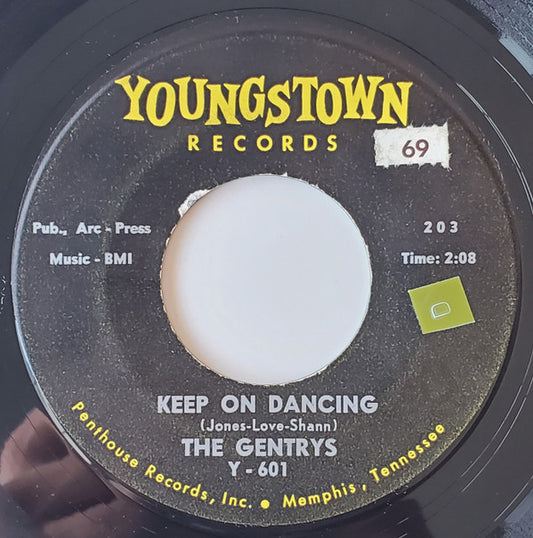 YOUNGSTOWN
RECORDS
69
Pub., Arc - Press
Music - BMI
203
Time: 2:08
D
KEEP ON DANCING
(Jones-Love-Shann)
THE GENTRYS
Y - 601
Penthouse Records, Inc. • Memphis, Tennessee